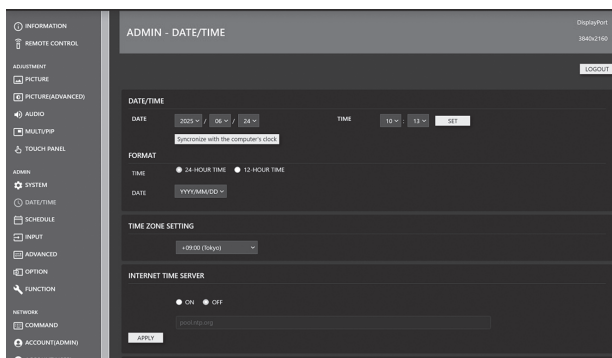 INFORMATION
REMOTE CONTROL
ADJUSTMENT
PICTURE
PICTURE(ADVANCED)
AUDIO
MULTI/PIP
TOUCH PANEL
ADMIN
SYSTEM
DATE/TIME
SCHEDULE
INPUT
ADVANCED
OPTION
FUNCTION
NETWORK
COMMAND
ACCOUNT(ADMIN)
ADMIN - DATE/TIME
DisplayPort
3840x2160
LOGOUT
DATE/TIME
DATE 2025 / 06 / 24 TIME 10 : 13 SET
Syncronize with the computer's clock
FORMAT
TIME 24-HOUR TIME 12-HOUR TIME
DATE YYYY/MM/DD
TIME ZONE SETTING
+09:00 (Tokyo)
INTERNET TIME SERVER
ON OFF
pool.ntp.org
APPLY